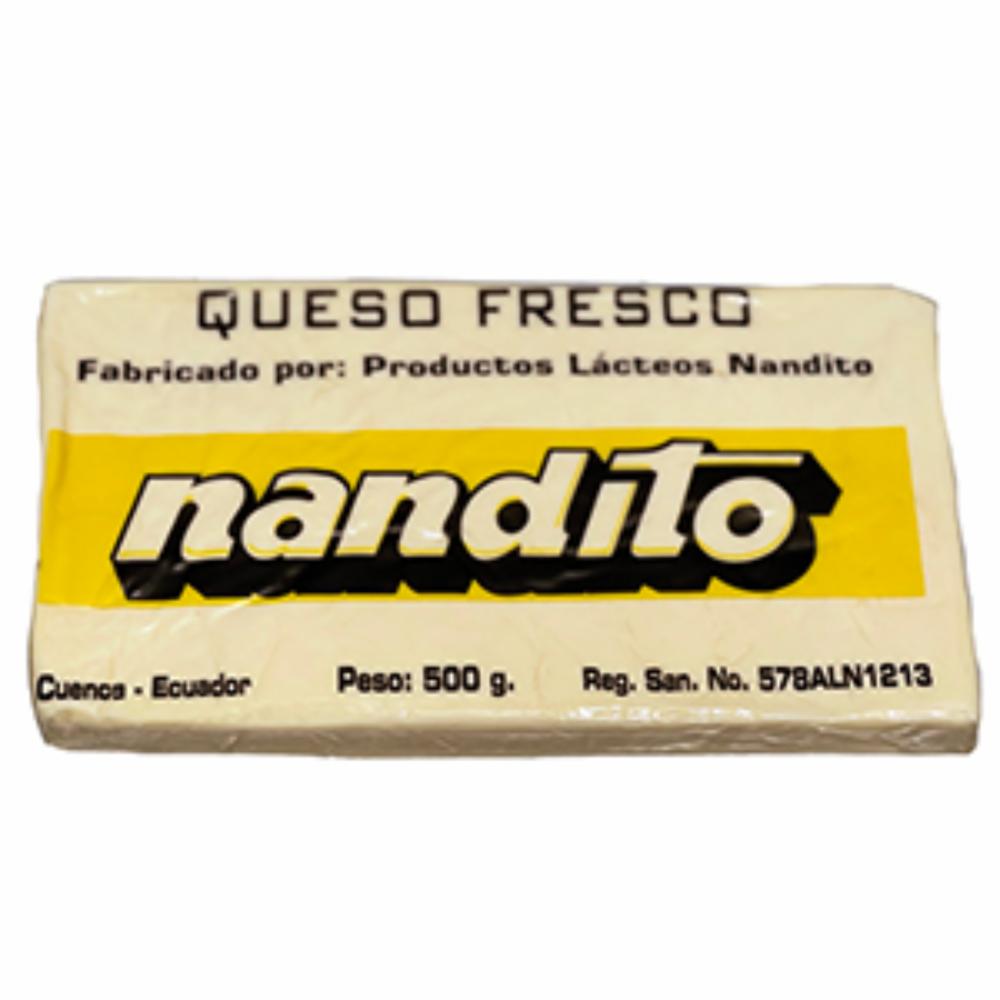 QUESO FRESCO
Fabricado por: Productos Lácteos Nandito
nandito
Cuenca - Ecuador Peso: 500 g. Reg. San. No. 578ALN1213